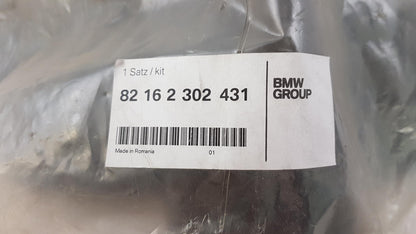 1 Satz / kit
82 16 2 302 431
BMW
GROUP
Made in Romania 01